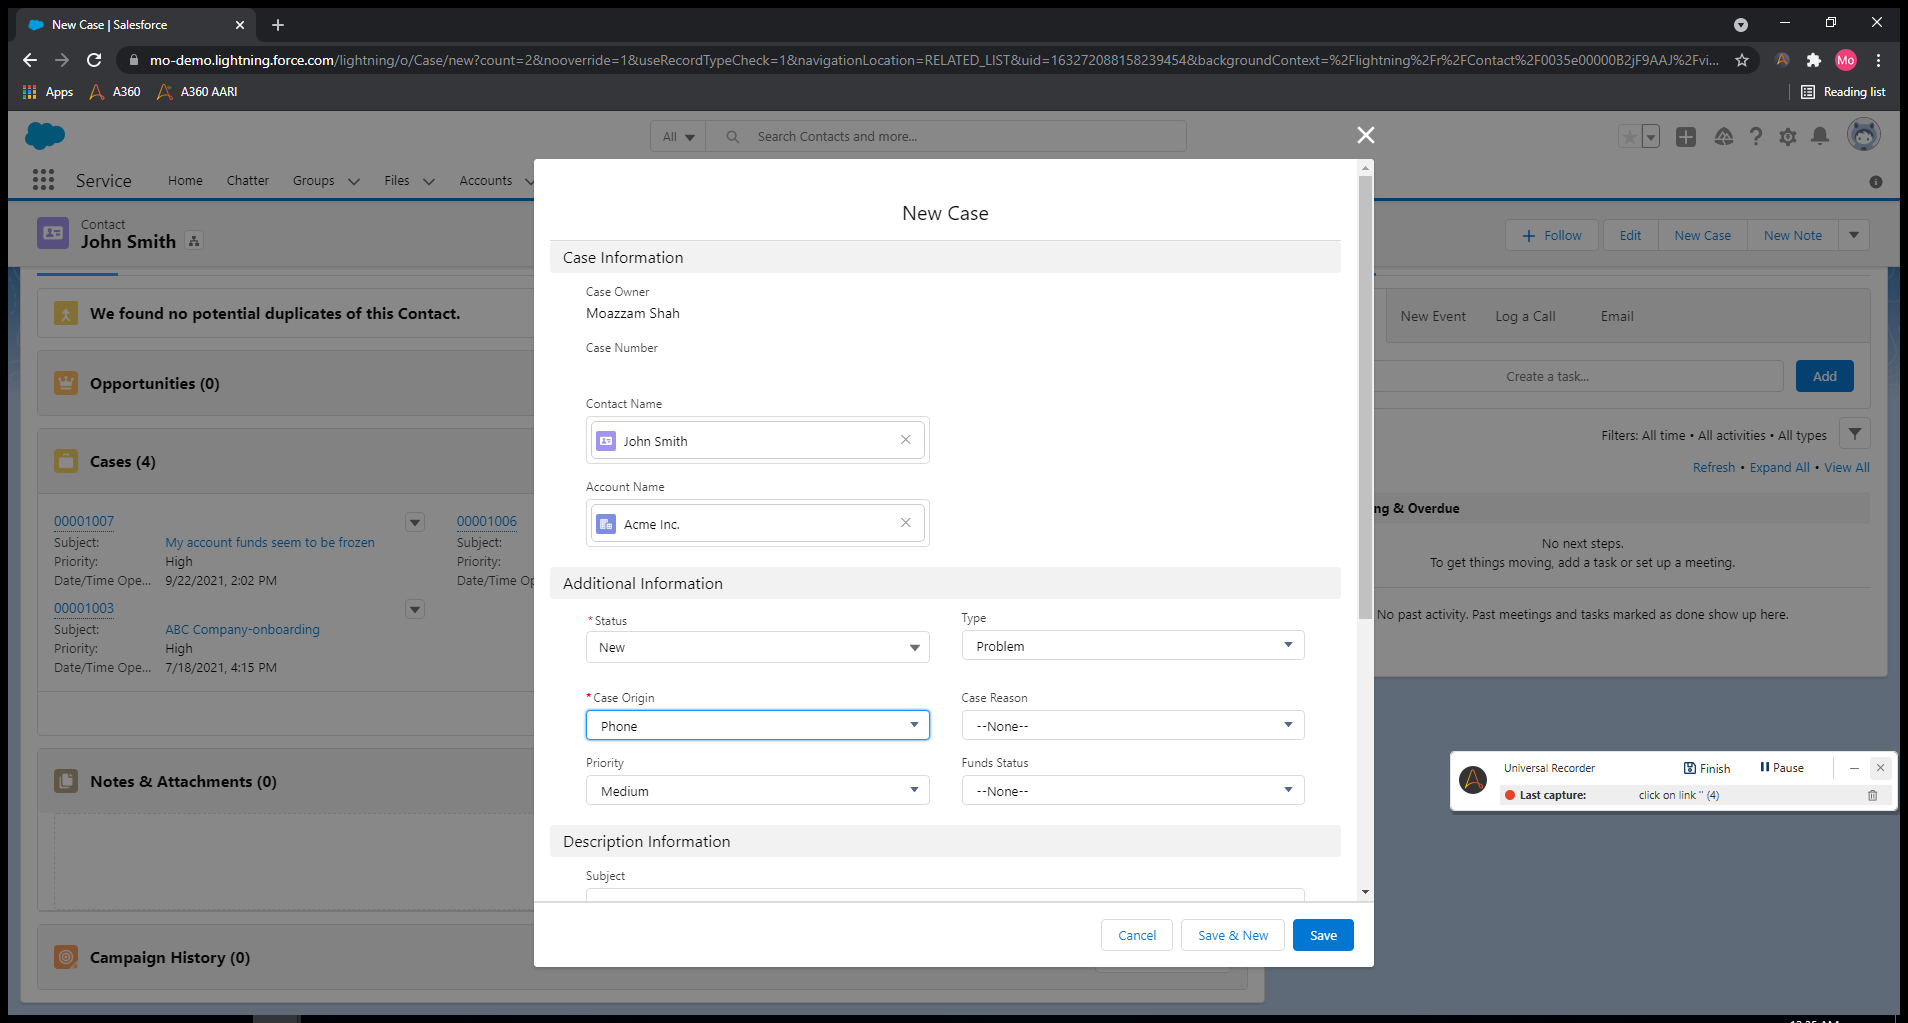 New Case | Salesforce
mo-demo.lightning.force.com/lightning/o/Case/new?count=2&nooverride=1&useRecordTypeCheck=1&navigationLocation=RELATED_LIST&uid=163272088158239454&backgroundContext=%2Flightning%2Fr%2FContact%2F0035e00000B2jF9AAJ%2Fvi...
Mo
Apps A360 A360 AARI Reading list
All Search Contacts and more...
Service Home Chatter Groups Files Accounts
Contact
John Smith
Follow Edit New Case New Note
We found no potential duplicates of this Contact.
Opportunities (0)
Cases (4)
00001007 00001006
Subject: My account funds seem to be frozen Subject:
Priority: High Priority:
Date/Time Ope... 9/22/2021, 2:02 PM Date/Time Op
00001003
Subject: ABC Company-onboarding
Priority: High
Date/Time Ope... 7/18/2021, 4:15 PM
Notes & Attachments (0)
Campaign History (0)
New Case
Case Information
Case Owner
Moazzam Shah
Case Number
Contact Name
John Smith
Account Name
Acme Inc.
Additional Information
*Status
New
Type
Problem
*Case Origin
Phone
Case Reason
--None--
Priority
Medium
Funds Status
--None--
Description Information
Subject
Cancel Save & New Save
New Event Log a Call Email
Create a task... Add
Filters: All time • All activities • All types
Refresh • Expand All • View All
ng & Overdue
No next steps.
To get things moving, add a task or set up a meeting.
No past activity. Past meetings and tasks marked as done show up here.
Universal Recorder Finish Pause
Last capture: click on link '' (4)